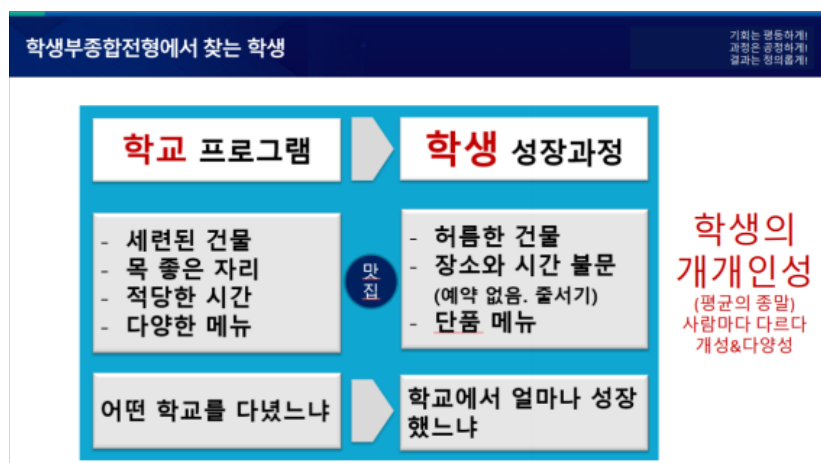 학생부종합전형에서 찾는 학생
기회는 평등하게!
과정은 공정하게!
결과는 정의롭게!
학교 프로그램
학생 성장과정
- 세련된 건물
- 목 좋은 자리
- 적당한 시간
- 다양한 메뉴
맛
집
- 허름한 건물
- 장소와 시간 불문
(예약 없음. 줄서기)
- 단품 메뉴
어떤 학교를 다녔느냐
학교에서 얼마나 성장
했느냐
학생의
개개인성
(평균의 종말)
사람마다 다르다
개성&다양성